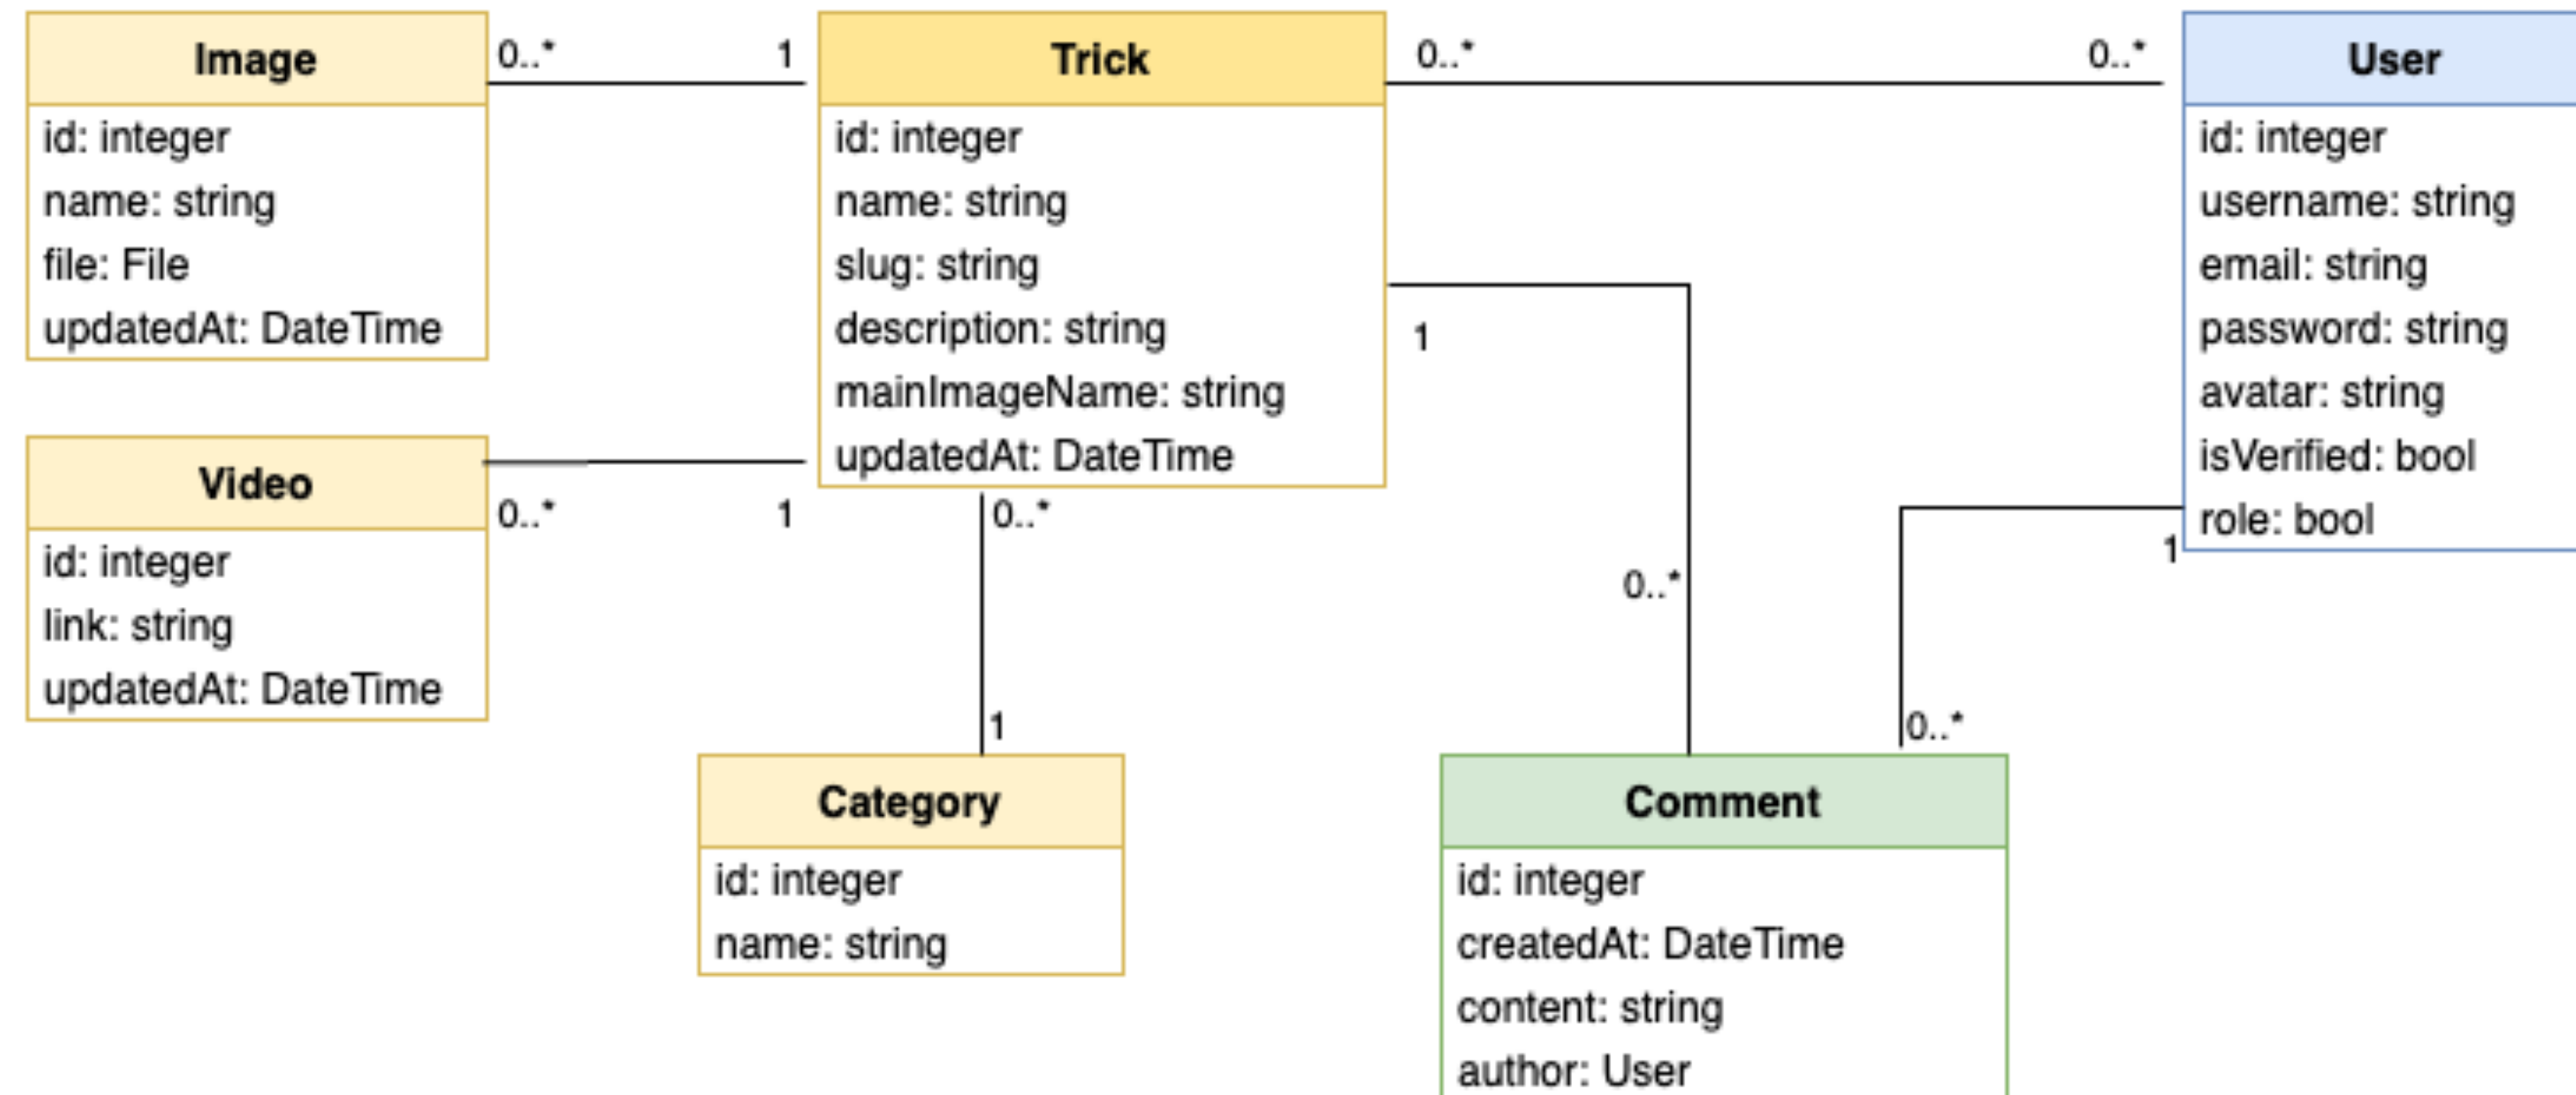 Image
id: integer
name: string
file: File
updatedAt: DateTime
0..*
1
Trick
id: integer
name: string
slug: string
description: string
mainImageName: string
updatedAt: DateTime
0..*
0..*
User
id: integer
username: string
email: string
password: string
avatar: string
isVerified: bool
role: bool
Video
id: integer
link: string
updatedAt: DateTime
0..*
1
0..*
1
1
0..*
1
0..*
Category
id: integer
name: string
Comment
id: integer
createdAt: DateTime
content: string
author: User